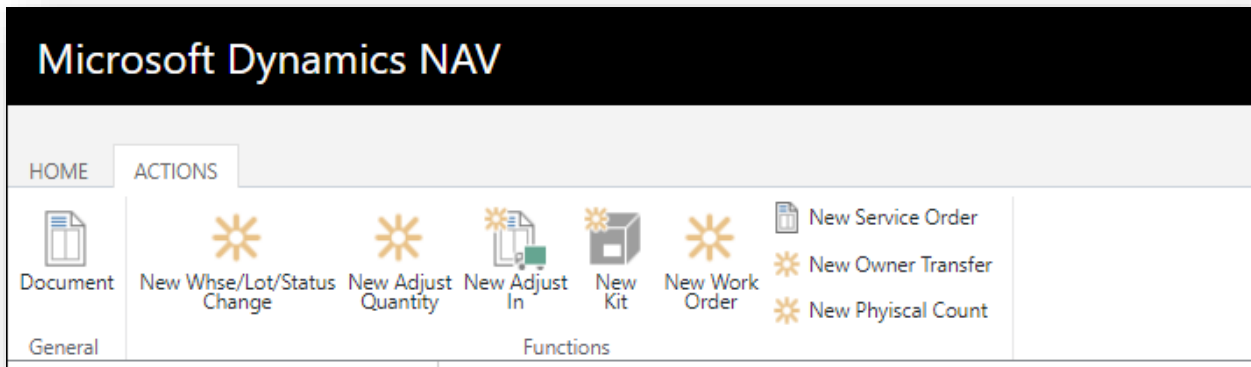 Microsoft Dynamics NAV
HOME ACTIONS
Document
New Whse/Lot/Status
Change
New Adjust
Quantity
New Adjust
In
New
Kit
New Work
Order
New Service Order
New Owner Transfer
New Phyiscal Count
General
Functions